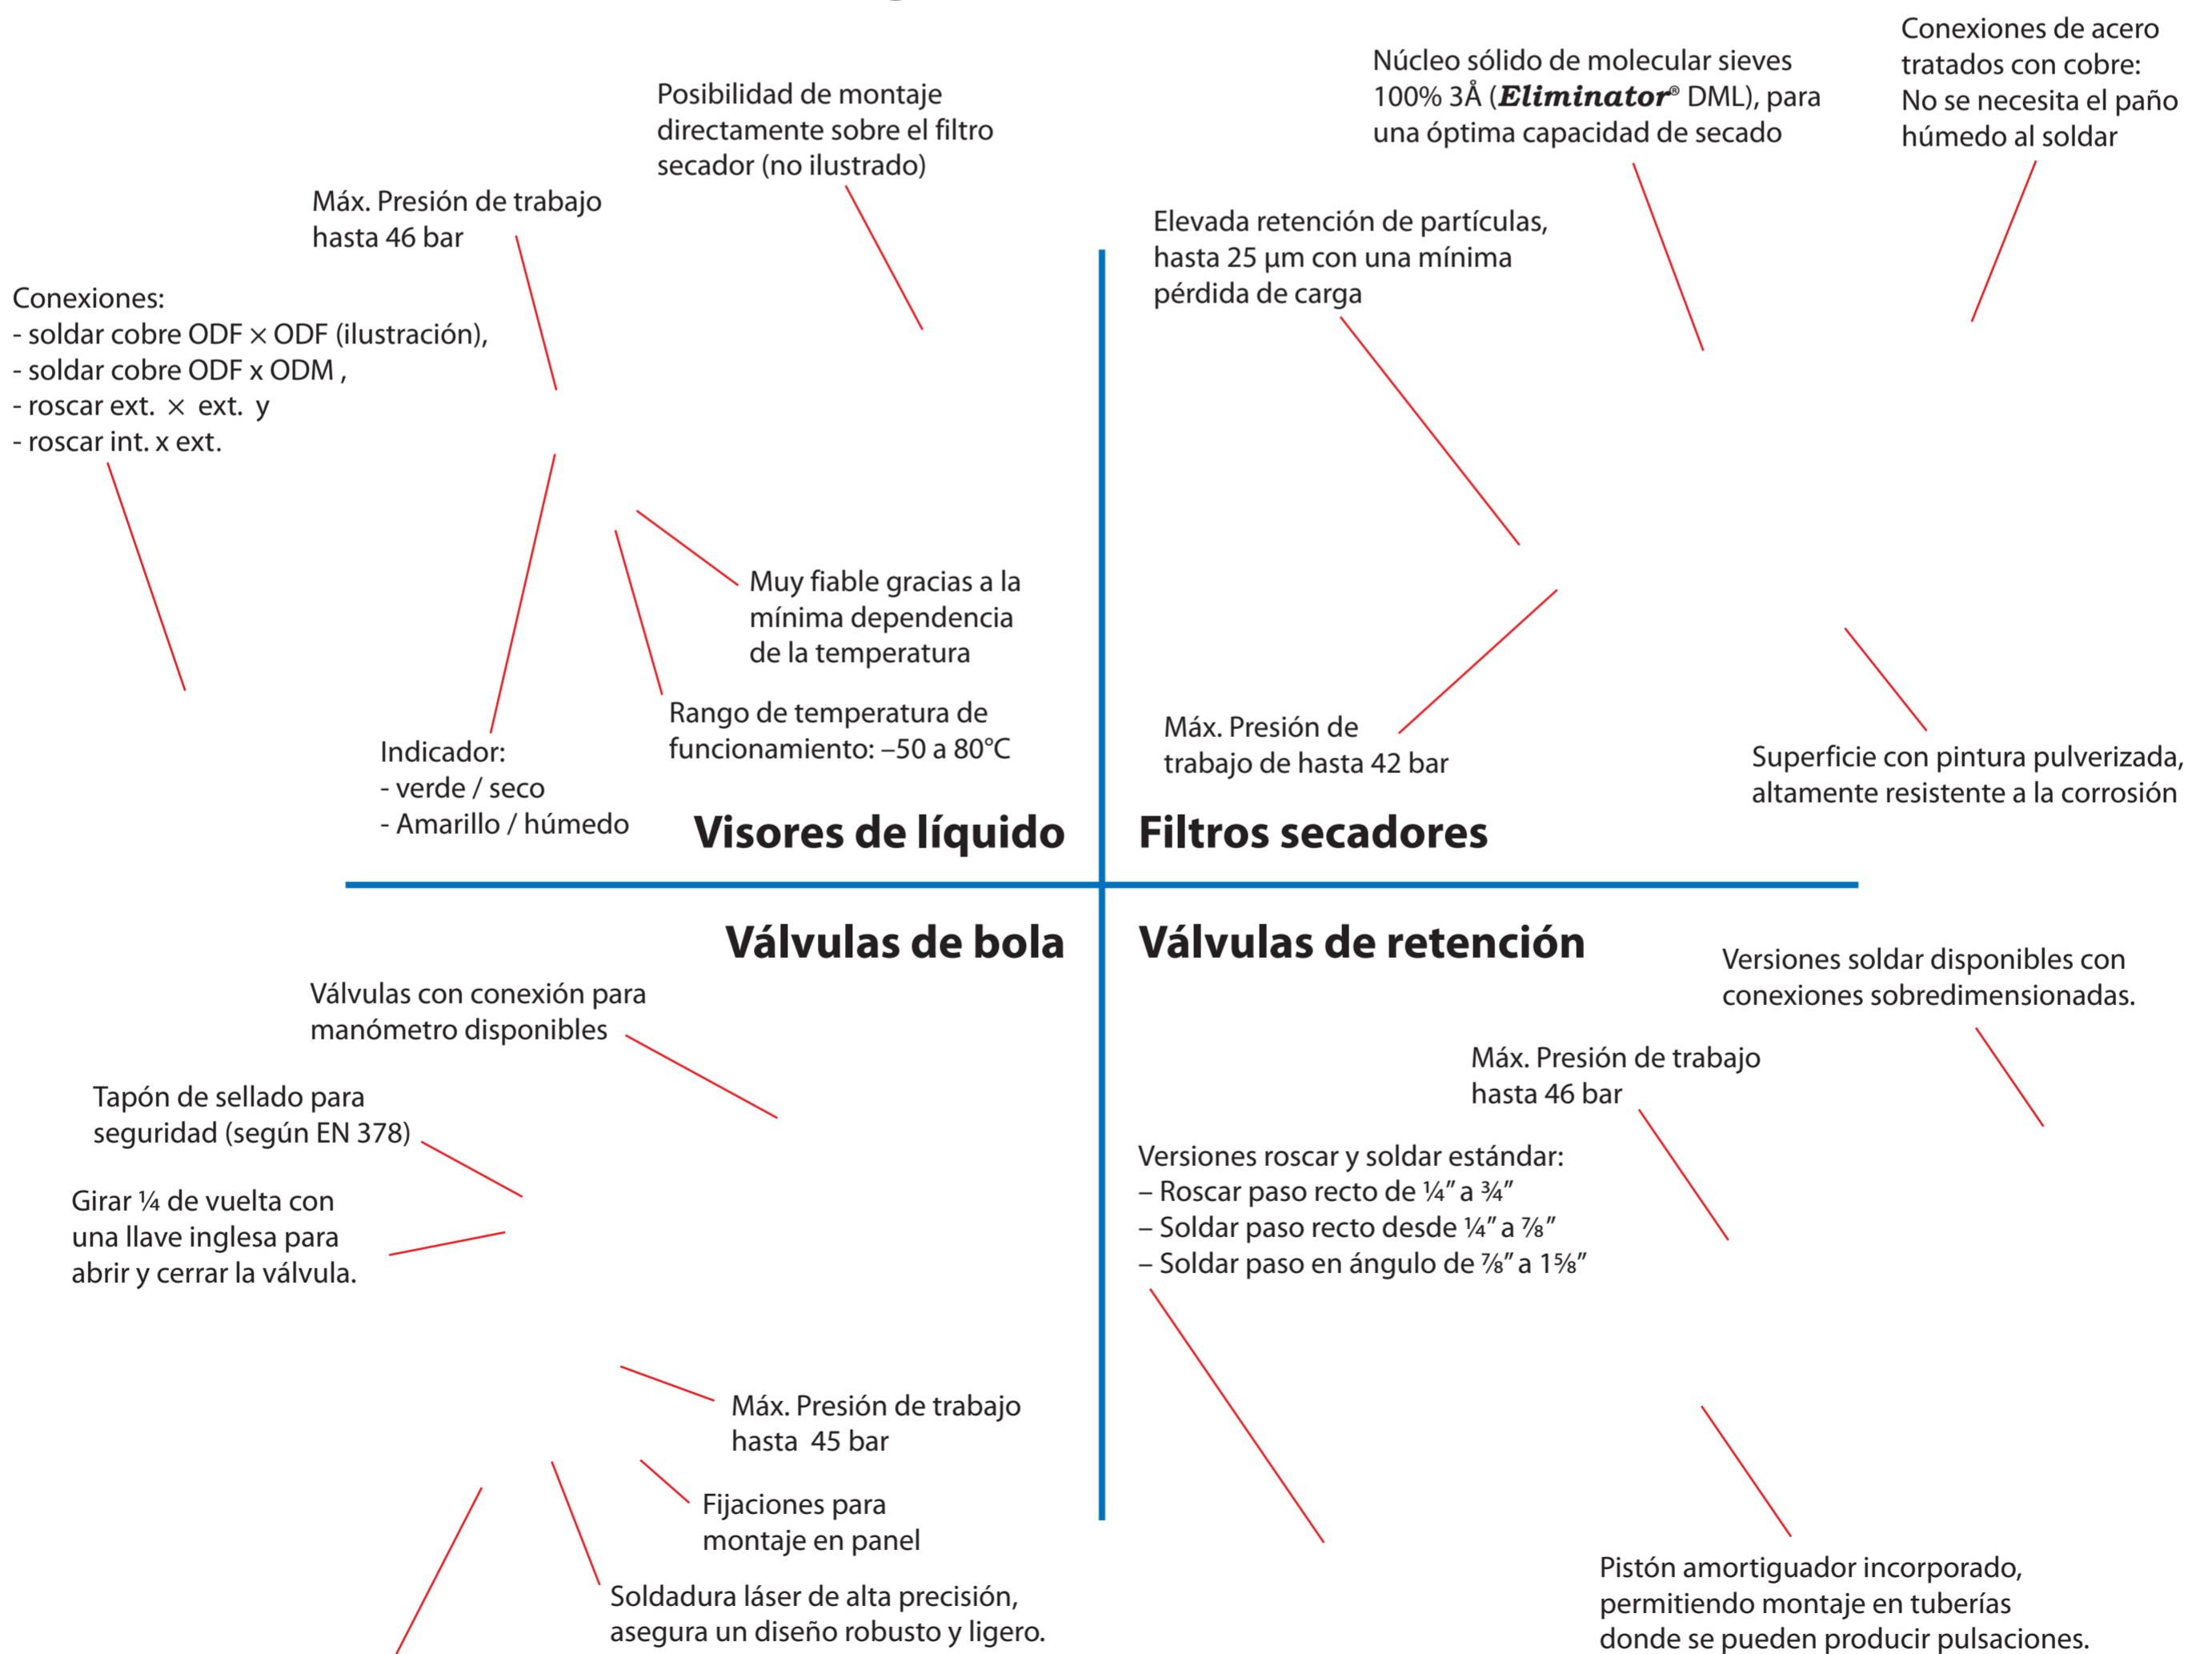 Conexiones:
- soldar cobre ODF × ODF (ilustración),
- soldar cobre ODF x ODM ,
- roscar ext. × ext. y
- roscar int. x ext.
Máx. Presión de trabajo
hasta 46 bar
Posibilidad de montaje
directamente sobre el filtro
secador (no ilustrado)
Muy fiable gracias a la
mínima dependencia
de la temperatura
Rango de temperatura de
funcionamiento: –50 a 80°C
Indicador:
- verde / seco
- Amarillo / húmedo
Visores de líquido
Núcleo sólido de molecular sieves
100% 3Å (Eliminator® DML), para
una óptima capacidad de secado
Conexiones de acero
tratados con cobre:
No se necesita el paño
húmedo al soldar
Elevada retención de partículas,
hasta 25 μm con una mínima
pérdida de carga
Máx. Presión de
trabajo de hasta 42 bar
Superficie con pintura pulverizada,
altamente resistente a la corrosión
Filtros secadores
Válvulas de bola
Válvulas con conexión para
manómetro disponibles
Tapón de sellado para
seguridad (según EN 378)
Girar ¼ de vuelta con
una llave inglesa para
abrir y cerrar la válvula.
Máx. Presión de trabajo
hasta 45 bar
Fijaciones para
montaje en panel
Soldadura láser de alta precisión,
asegura un diseño robusto y ligero.
Válvulas de retención
Versiones soldar disponibles con
conexiones sobredimensionadas.
Máx. Presión de trabajo
hasta 46 bar
Versiones roscar y soldar estándar:
– Roscar paso recto de ¼” a ¾”
– Soldar paso recto desde ¼” a ⅞”
– Soldar paso en ángulo de ⅞” a 1⅝”
Pistón amortiguador incorporado,
permitiendo montaje en tuberías
donde se pueden producir pulsaciones.